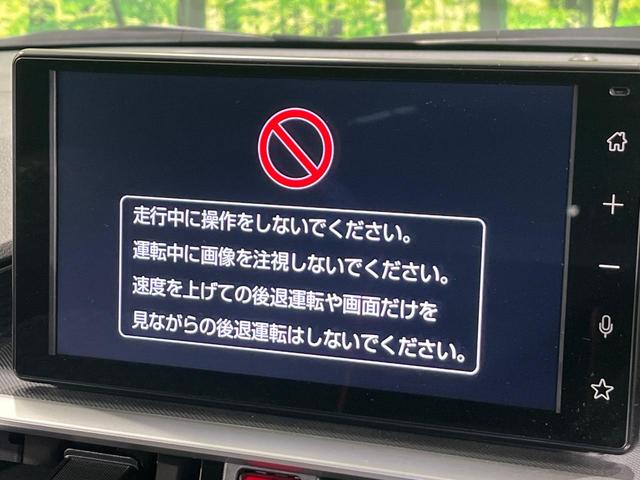 走行中に操作をしないでください。
運転中に画像を注視しないでください。
速度を上げての後退運転や画面だけを
見ながらの後退運転はしないでください。